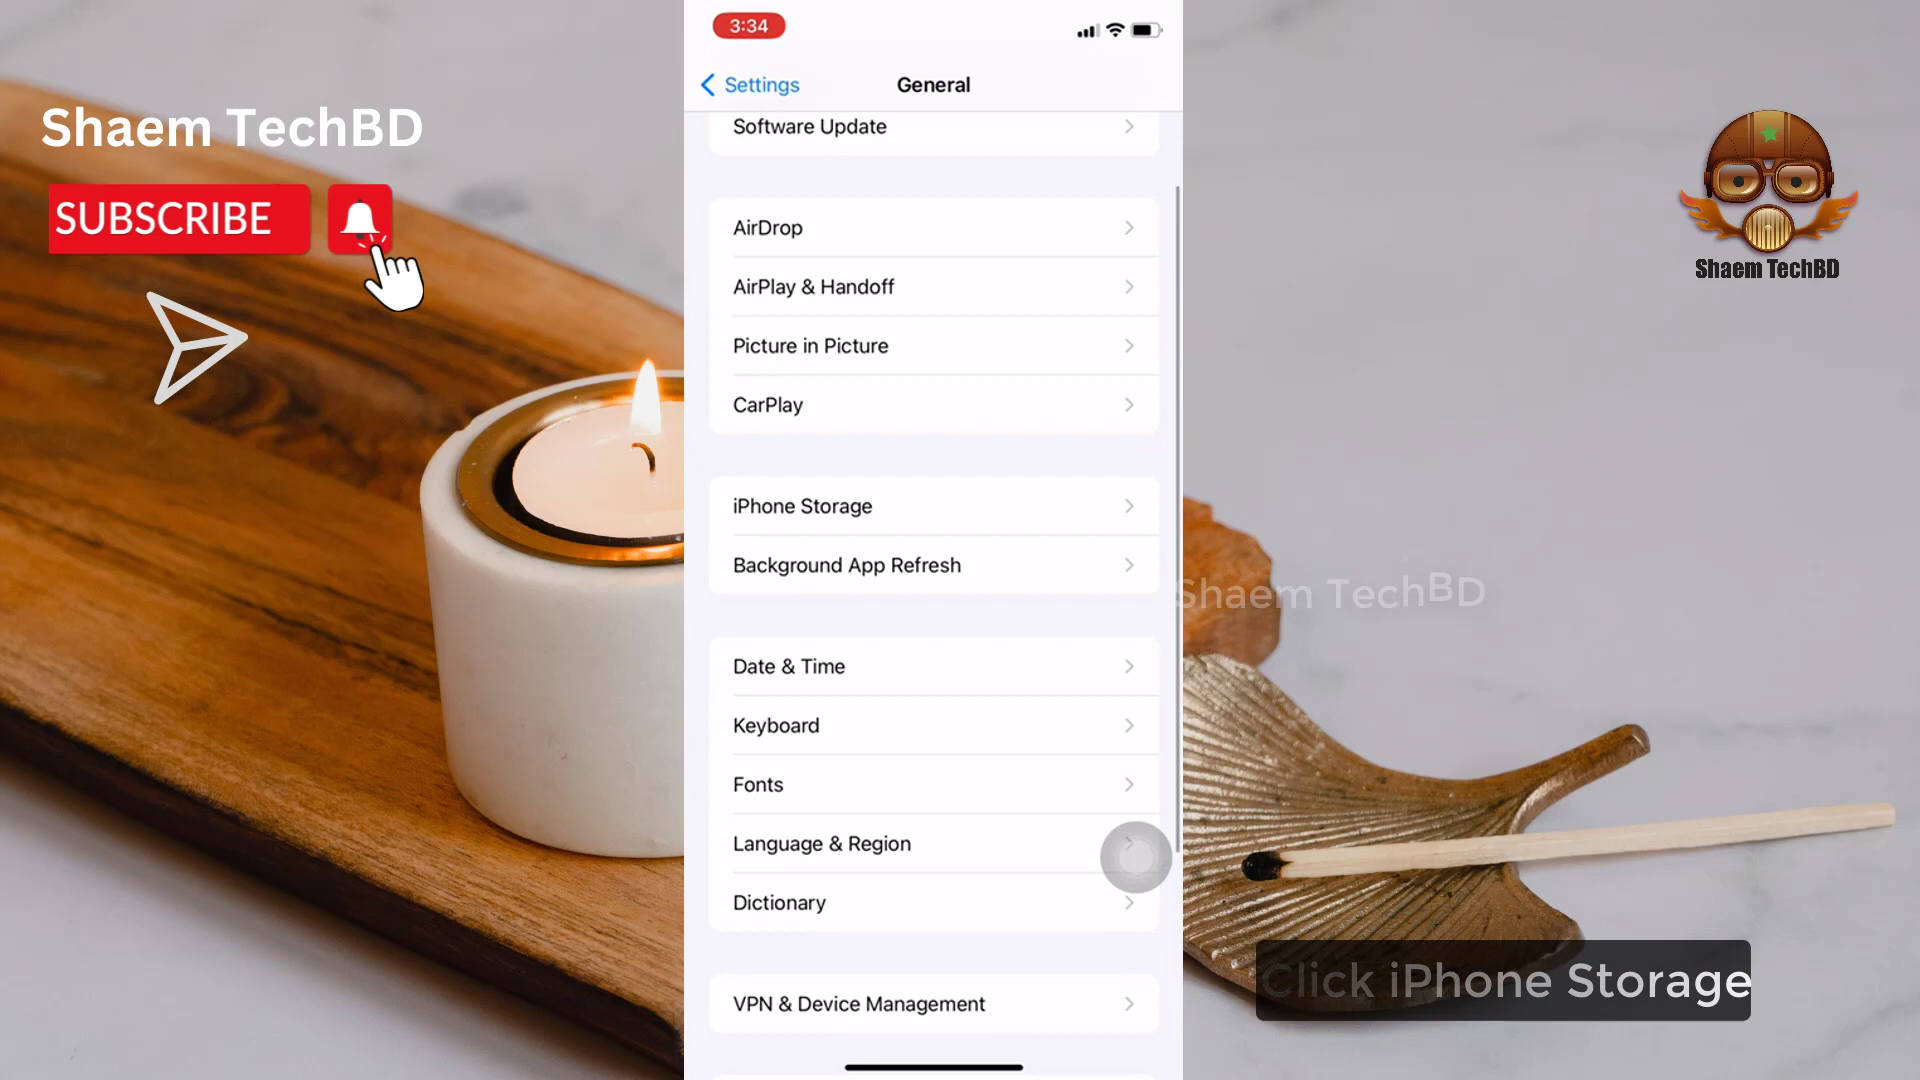 Shaem TechBD
SUBSCRIBE
3:34
Settings
General
Software Update
AirDrop
AirPlay & Handoff
Picture in Picture
CarPlay
iPhone Storage
Background App Refresh
Date & Time
Keyboard
Fonts
Language & Region
Dictionary
VPN & Device Management
Shaem TechBD
Shaem TechBD
Click iPhone Storage